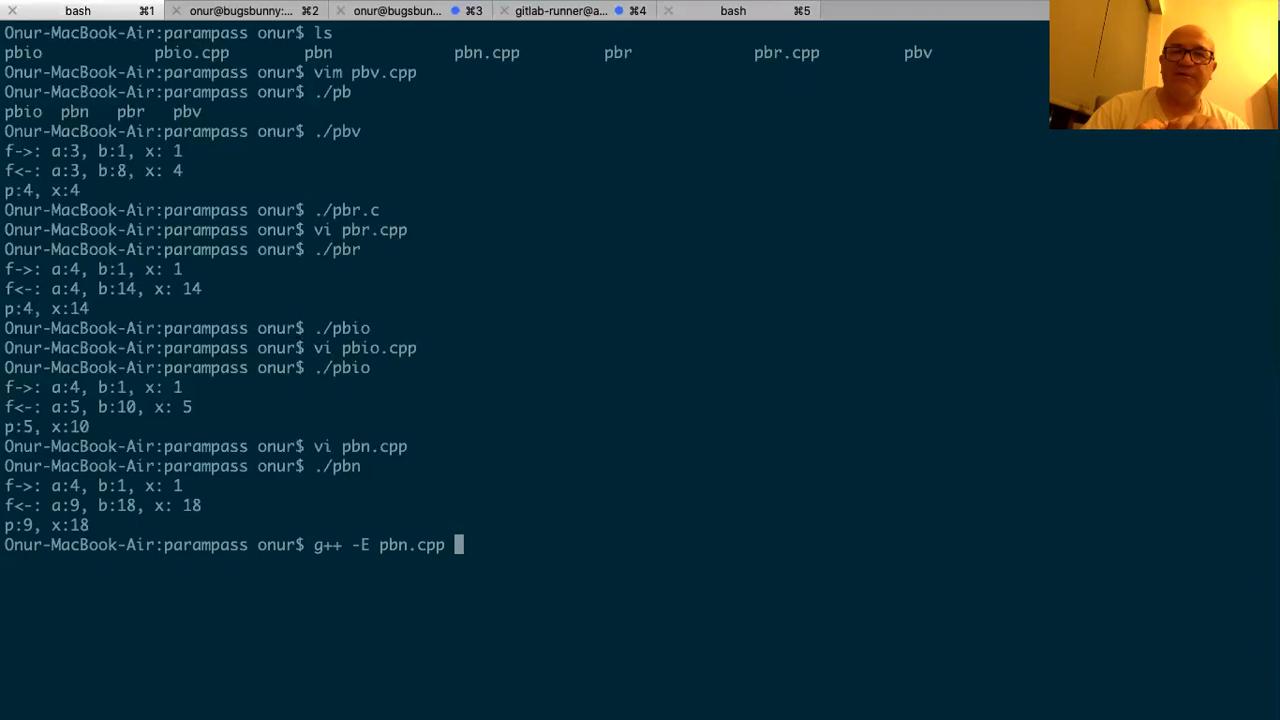 bash ⌘1 onur@bugsbunny:... ⌘2 onur@bugsbun... ⌘3 gitlab-runner@a... ⌘4 bash ⌘5
Onur-MacBook-Air:parampass onur$ ls
pbio pbio.cpp pbn pbn.cpp pbr pbr.cpp pbv
Onur-MacBook-Air:parampass onur$ vim pbv.cpp
Onur-MacBook-Air:parampass onur$ ./pb
pbio pbn pbr pbv
Onur-MacBook-Air:parampass onur$ ./pbv
f->: a:3, b:1, x: 1
f<-: a:3, b:8, x: 4
p:4, x:4
Onur-MacBook-Air:parampass onur$ ./pbr.c
Onur-MacBook-Air:parampass onur$ vi pbr.cpp
Onur-MacBook-Air:parampass onur$ ./pbr
f->: a:4, b:1, x: 1
f<-: a:4, b:14, x: 14
p:4, x:14
Onur-MacBook-Air:parampass onur$ ./pbio
Onur-MacBook-Air:parampass onur$ vi pbio.cpp
Onur-MacBook-Air:parampass onur$ ./pbio
f->: a:4, b:1, x: 1
f<-: a:5, b:10, x: 5
p:5, x:10
Onur-MacBook-Air:parampass onur$ vi pbn.cpp
Onur-MacBook-Air:parampass onur$ ./pbn
f->: a:4, b:1, x: 1
f<-: a:9, b:18, x: 18
p:9, x:18
Onur-MacBook-Air:parampass onur$ g++ -E pbn.cpp